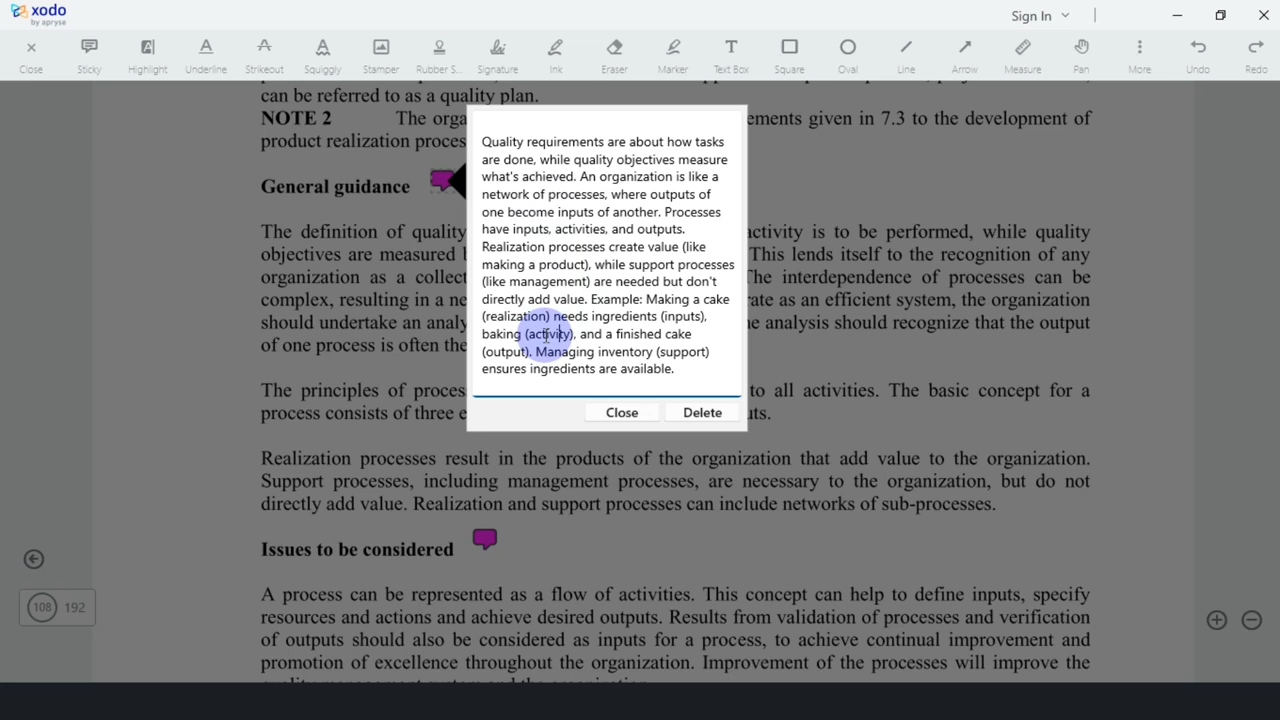 xodo
by apryse
Sign In
Close Sticky Highlight Underline Strikeout Squiggly Stamper Rubber S... Signature Ink Eraser Marker Text Box Square Oval Line Arrow Measure Pan More Undo Redo
can be referred to as a quality plan.
NOTE 2 The orga ements given in 7.3 to the development of
product realization proces
General guidance
Quality requirements are about how tasks
are done, while quality objectives measure
what's achieved. An organization is like a
network of processes, where outputs of
one become inputs of another. Processes
have inputs, activities, and outputs.
Realization processes create value (like
making a product), while support processes
(like management) are needed but don't
directly add value. Example: Making a cake
(realization) needs ingredients (inputs),
baking (activity), and a finished cake
(output). Managing inventory (support)
ensures ingredients are available.
Close Delete
The definition of quality activity is to be performed, while quality
objectives are measured This lends itself to the recognition of any
organization as a collect The interdependence of processes can be
complex, resulting in a ne rate as an efficient system, the organization
should undertake an analy e analysis should recognize that the output
of one process is often the
The principles of proces to all activities. The basic concept for a
process consists of three e uts.
Realization processes result in the products of the organization that add value to the organization.
Support processes, including management processes, are necessary to the organization, but do not
directly add value. Realization and support processes can include networks of sub-processes.
Issues to be considered
A process can be represented as a flow of activities. This concept can help to define inputs, specify
resources and actions and achieve desired outputs. Results from validation of processes and verification
of outputs should also be considered as inputs for a process, to achieve continual improvement and
promotion of excellence throughout the organization. Improvement of the processes will improve the
108 192